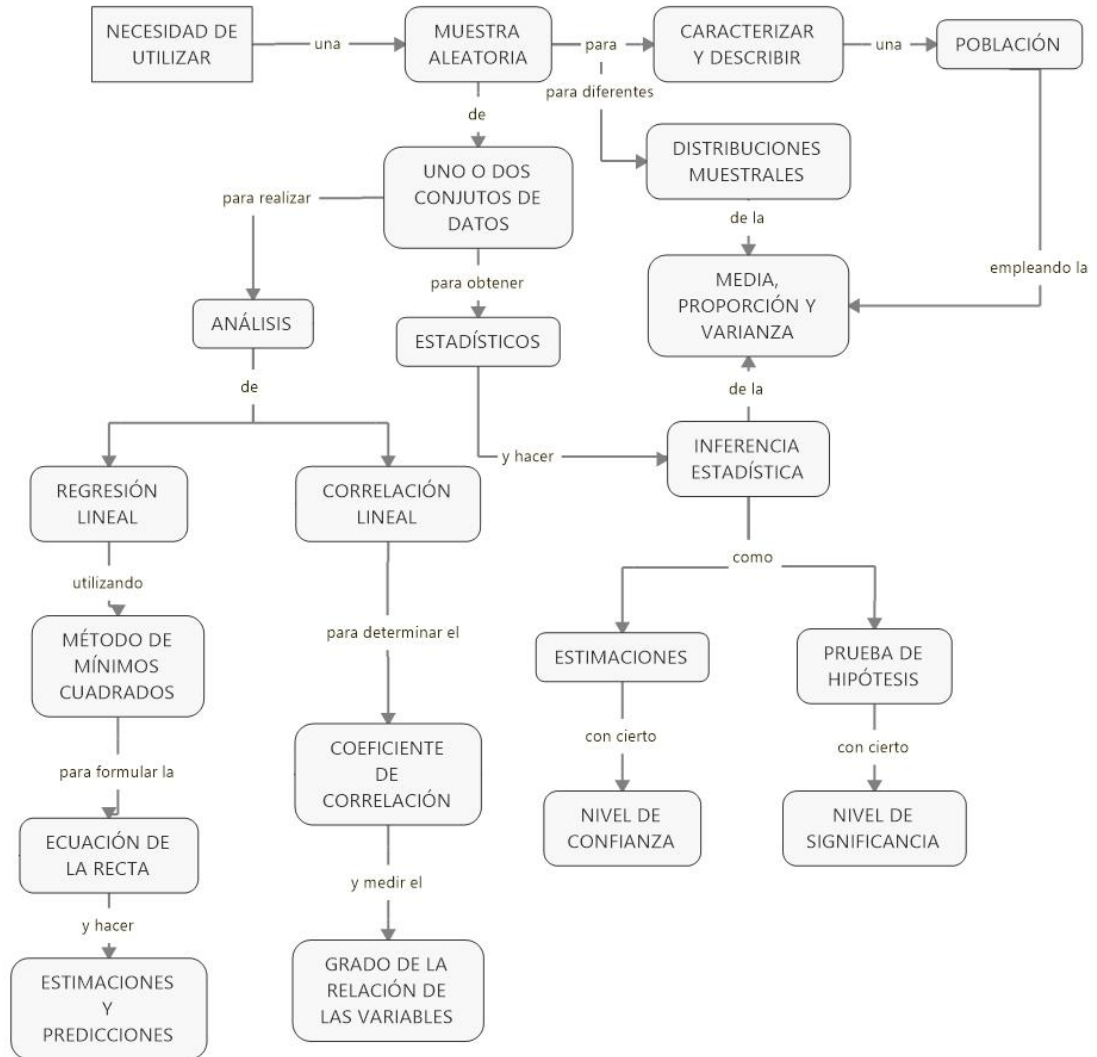 NECESIDAD DE
UTILIZAR
una
MUESTRA
ALEATORIA
para
CARACTERIZAR
Y DESCRIBIR
una
POBLACIÓN
para diferentes
de
DISTRIBUCIONES
MUESTRALES
UNO O DOS
CONJUTOS DE
DATOS
para realizar
de la
empleando la
para obtener
MEDIA,
PROPORCIÓN Y
VARIANZA
ANÁLISIS
ESTADÍSTICOS
de
de la
y hacer
INFERENCIA
ESTADÍSTICA
REGRESIÓN
LINEAL
CORRELACIÓN
LINEAL
como
utilizando
para determinar el
MÉTODO DE
MÍNIMOS
CUADRADOS
ESTIMACIONES
PRUEBA DE
HIPÓTESIS
con cierto
con cierto
para formular la
COEFICIENTE
DE
CORRELACIÓN
NIVEL DE
CONFIANZA
NIVEL DE
SIGNIFICANCIA
ECUACIÓN DE
LA RECTA
y medir el
y hacer
ESTIMACIONES
Y
PREDICCIONES
GRADO DE LA
RELACIÓN DE
LAS VARIABLES